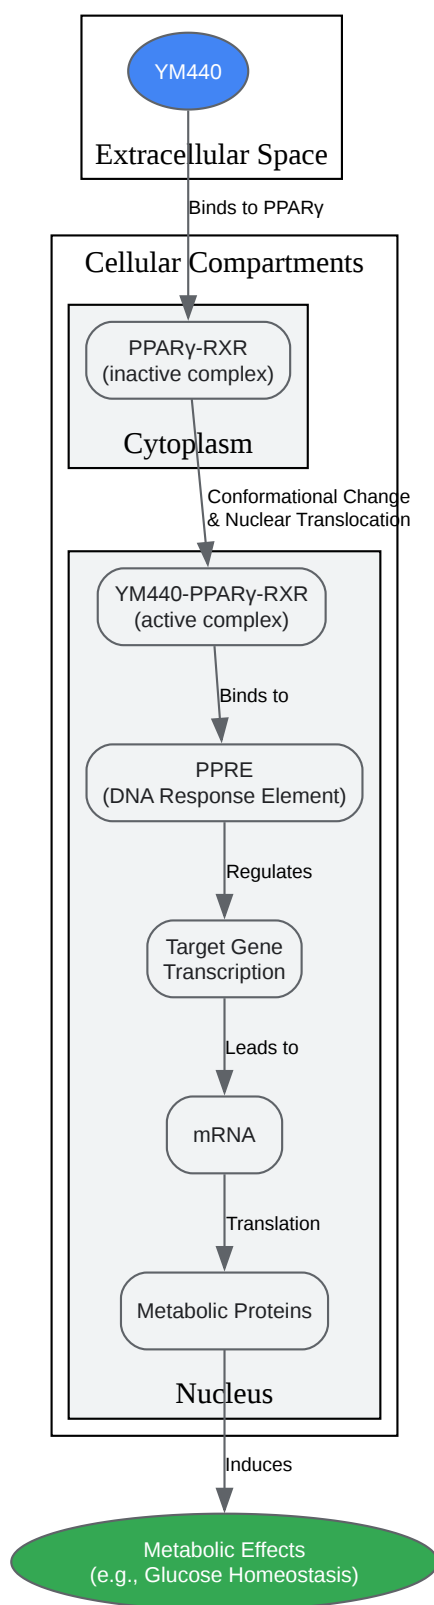 YM440
Extracellular Space
Binds to PPARγ
Cellular Compartments
PPARγ-RXR
(inactive complex)
Cytoplasm
Conformational Change
& Nuclear Translocation
YM440-PPARγ-RXR
(active complex)
Binds to
PPRE
(DNA Response Element)
Regulates
Target Gene
Transcription
Leads to
mRNA
Translation
Metabolic Proteins
Nucleus
Induces
Metabolic Effects
(e.g., Glucose Homeostasis)